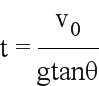 t = v₀ / gtanθ